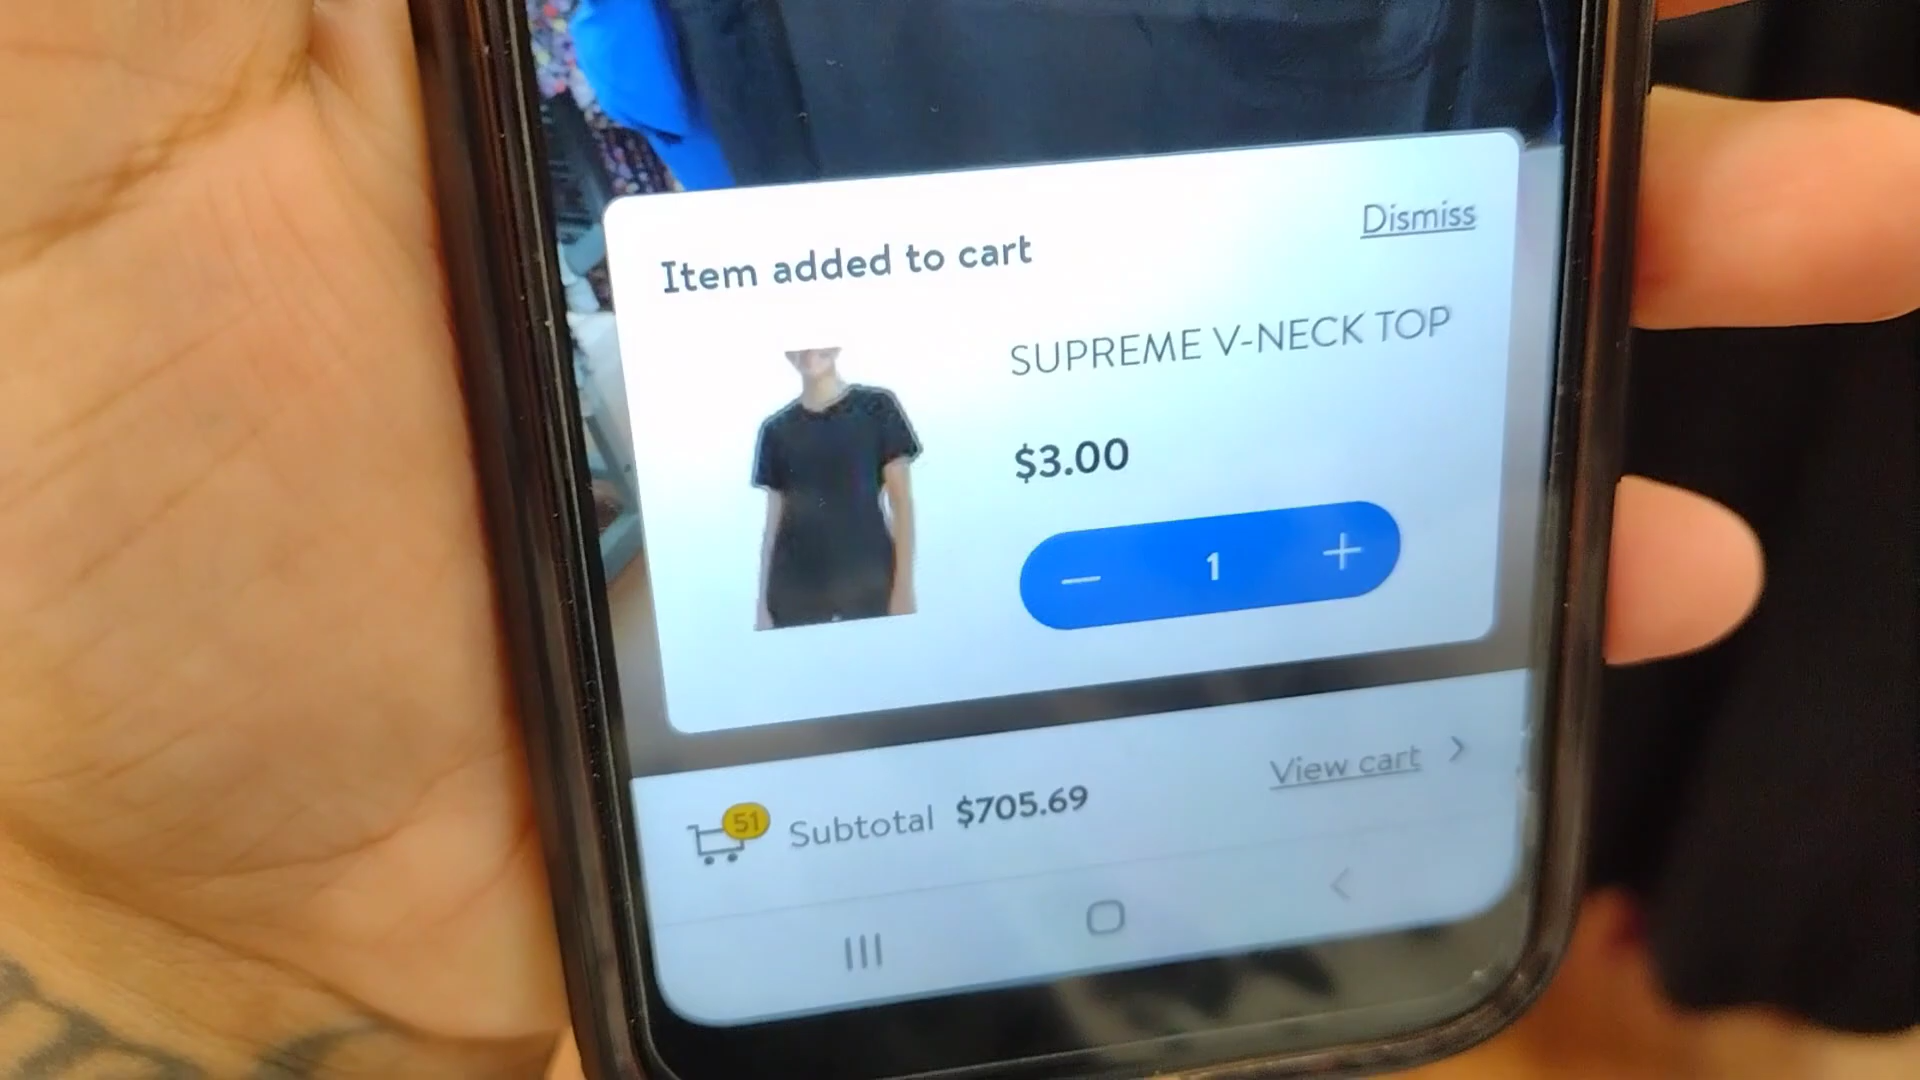 Dismiss
Item added to cart
SUPREME V-NECK TOP
$3.00
1
51
Subtotal $705.69
View cart